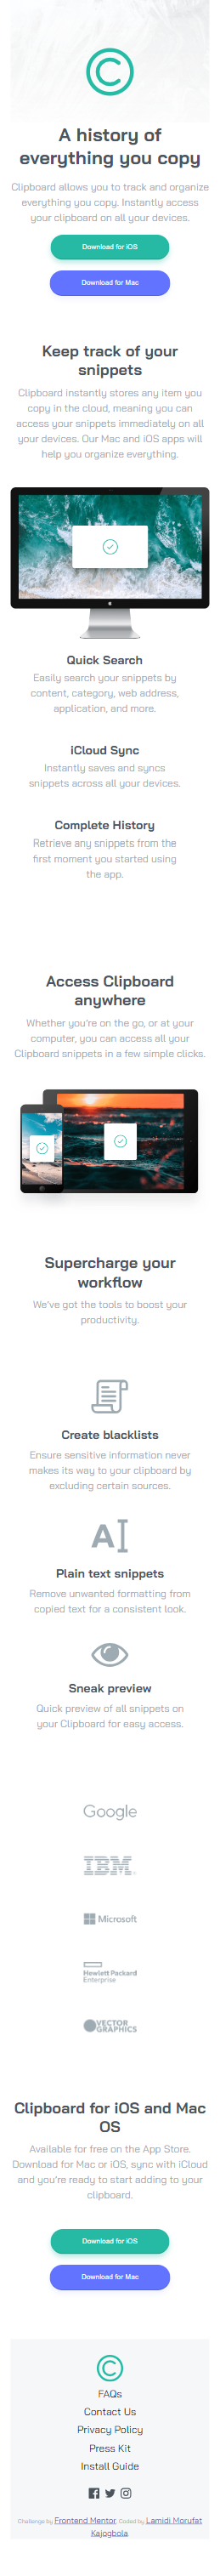 A history of
everything you copy
Clipboard allows you to track and organize
everything you copy. Instantly access
your clipboard on all your devices.
Download for iOS
Download for Mac
Keep track of your
snippets
Clipboard instantly stores any item you
copy in the cloud, meaning you can
access your snippets immediately on all
your devices. Our Mac and iOS apps will
help you organize everything.
Quick Search
Easily search your snippets by
content, category, web address,
application, and more.
iCloud Sync
Instantly saves and syncs
snippets across all your devices.
Complete History
Retrieve any snippets from the
first moment you started using
the app.
Access Clipboard
anywhere
Whether you're on the go, or at your
computer, you can access all your
Clipboard snippets in a few simple clicks.
Supercharge your
workflow
We've got the tools to boost your
productivity.
Create blacklists
Ensure sensitive information never
makes its way to your clipboard by
excluding certain sources.
A
Plain text snippets
Remove unwanted formatting from
copied text for a consistent look.
Sneak preview
Quick preview of all snippets on
your Clipboard for easy access.
Google
IBM
Microsoft
Hewlett Packard
Enterprise
VECTOR
GRAPHICS
Clipboard for iOS and Mac
OS
Available for free on the App Store.
Download for Mac or iOS, sync with iCloud
and you're ready to start adding to your
clipboard.
Download for iOS
Download for Mac
FAQs
Contact Us
Privacy Policy
Press Kit
Install Guide
Challenge by Frontend Mentor. Coded by Lamidi Morufat
Kajogbola.